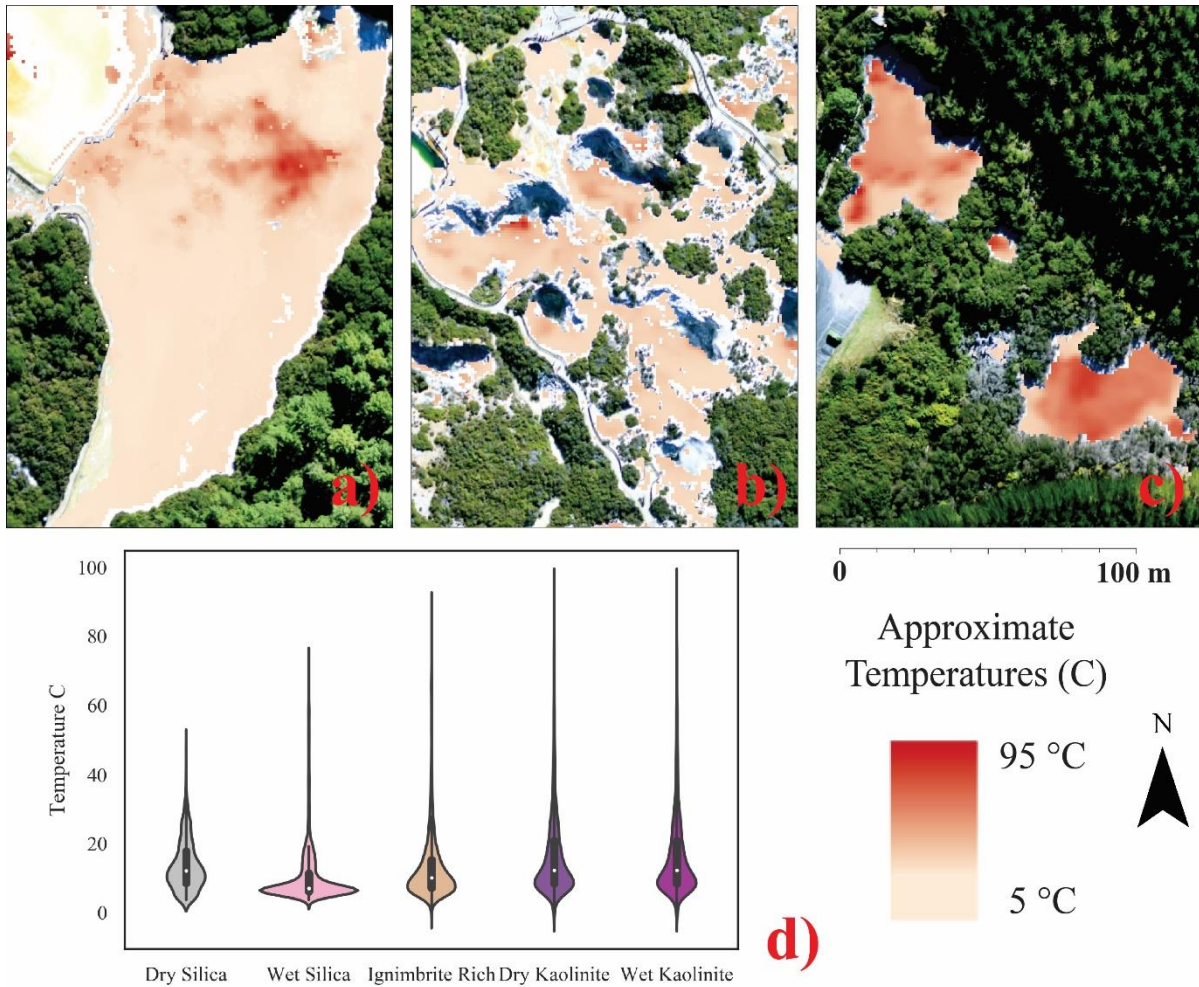 a)
b)
c)
0
100 m
Approximate
Temperatures (C)
95 °C
5 °C
N
100
80
60
40
20
0
Temperature C
Dry Silica
Wet Silica
Ignimbrite Rich
Dry Kaolinite
Wet Kaolinite
d)